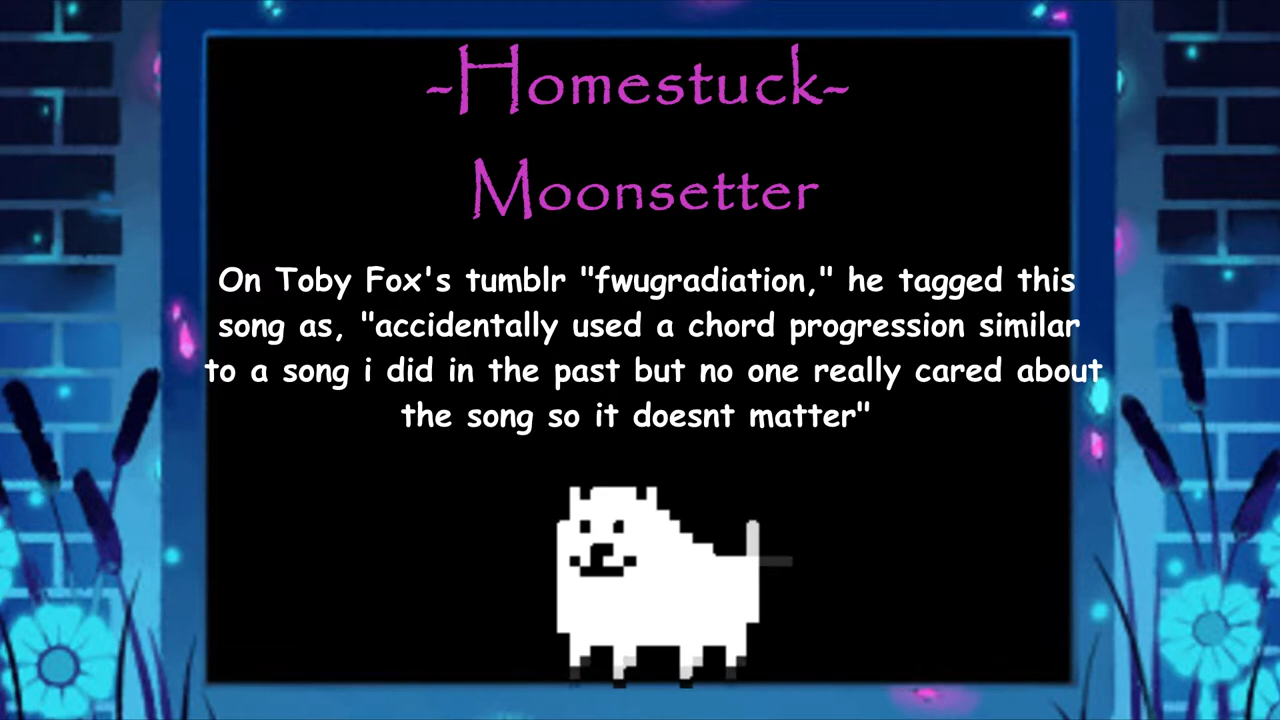 -Homestuck-
Moonsetter
On Toby Fox's tumblr "fwugradiation," he tagged this
song as, "accidentally used a chord progression similar
to a song i did in the past but no one really cared about
the song so it doesnt matter"